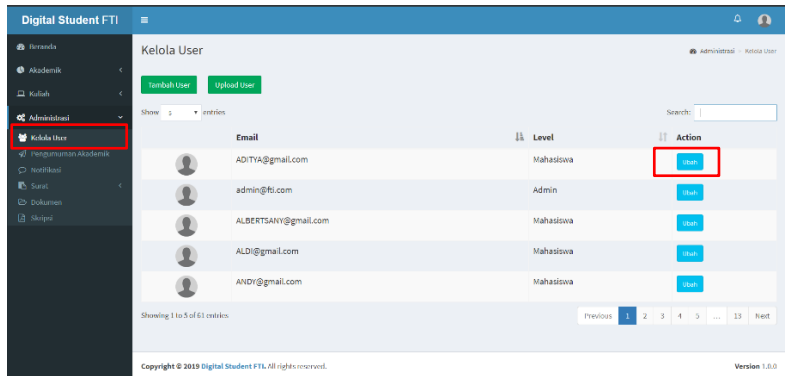 Digital Student FTI
Beranda
Akademik
Kuliah
Administrasi
Kelola User
Pengumuman Akademik
Notifikasi
Surat
Dokumen
Skripsi
Kelola User
Administrasi > Kelola User
Tambah User Upload User
Show 5 entries Search:
Email Level Action
ADITYA@gmail.com Mahasiswa Ubah
admin@fti.com Admin Ubah
ALBERTSANY@gmail.com Mahasiswa Ubah
ALDI@gmail.com Mahasiswa Ubah
ANDY@gmail.com Mahasiswa Ubah
Showing 1 to 5 of 61 entries Previous 1 2 3 4 5 ... 13 Next
Copyright © 2019 Digital Student FTI. All rights reserved. Version 1.0.0